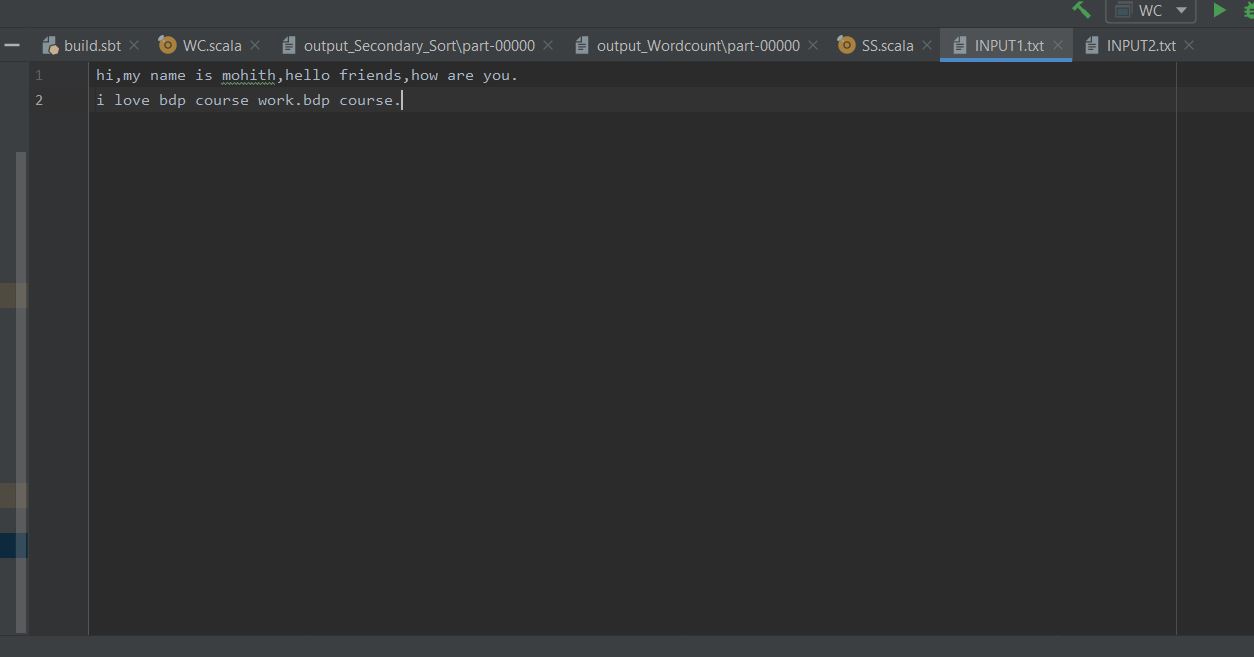 WC
build.sbt WC.scala output_Secondary_Sort\part-00000 output_Wordcount\part-00000 SS.scala INPUT1.txt INPUT2.txt
1 hi,my name is mohith,hello friends,how are you.
2 i love bdp course work.bdp course.